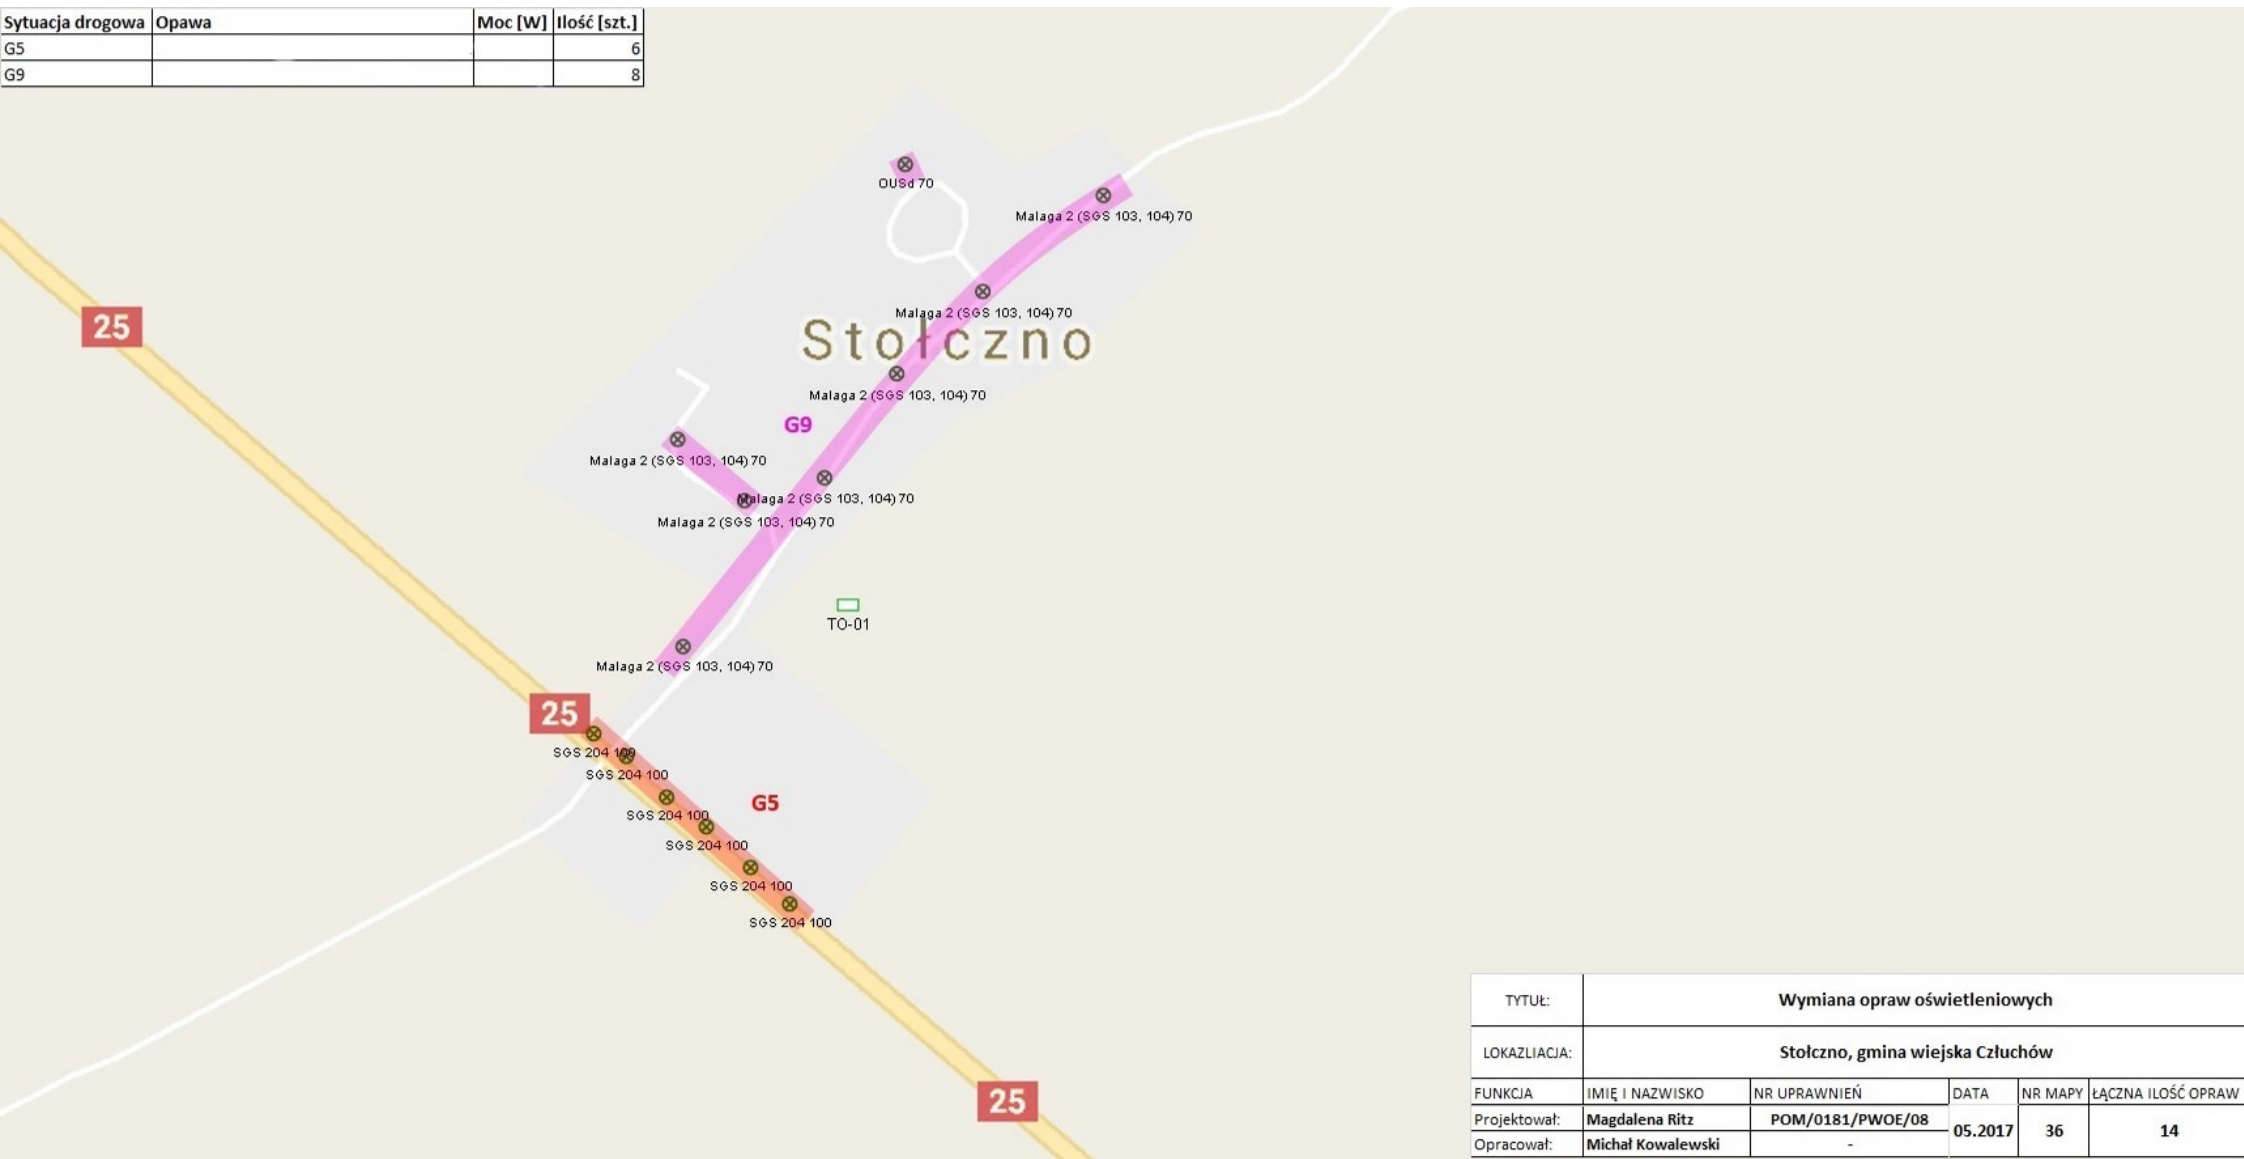 Sytuacja drogowa Opawa Moc [W] Ilość [szt.]
G5 6
G9 8
OUSd 70
Malaga 2 (SGS 103, 104) 70
Malaga 2 (SGS 103, 104) 70
25
Stołczno
Malaga 2 (SGS 103, 104) 70
G9
Malaga 2 (SGS 103, 104) 70
Malaga 2 (SGS 103, 104) 70
Malaga 2 (SGS 103, 104) 70
TO-01
Malaga 2 (SGS 103, 104) 70
25
SGS 204 100
SGS 204 100
G5
SGS 204 100
SGS 204 100
SGS 204 100
SGS 204 100
25
TYTUŁ: Wymiana opraw oświetleniowych
LOKAZLIACJA: Stołczno, gmina wiejska Człuchów
FUNKCJA IMIĘ I NAZWISKO NR UPRAWNIEŃ DATA NR MAPY ŁĄCZNA ILOŚĆ OPRAW
Projektował: Magdalena Ritz POM/0181/PWOE/08 05.2017 36 14
Opracował: Michał Kowalewski -